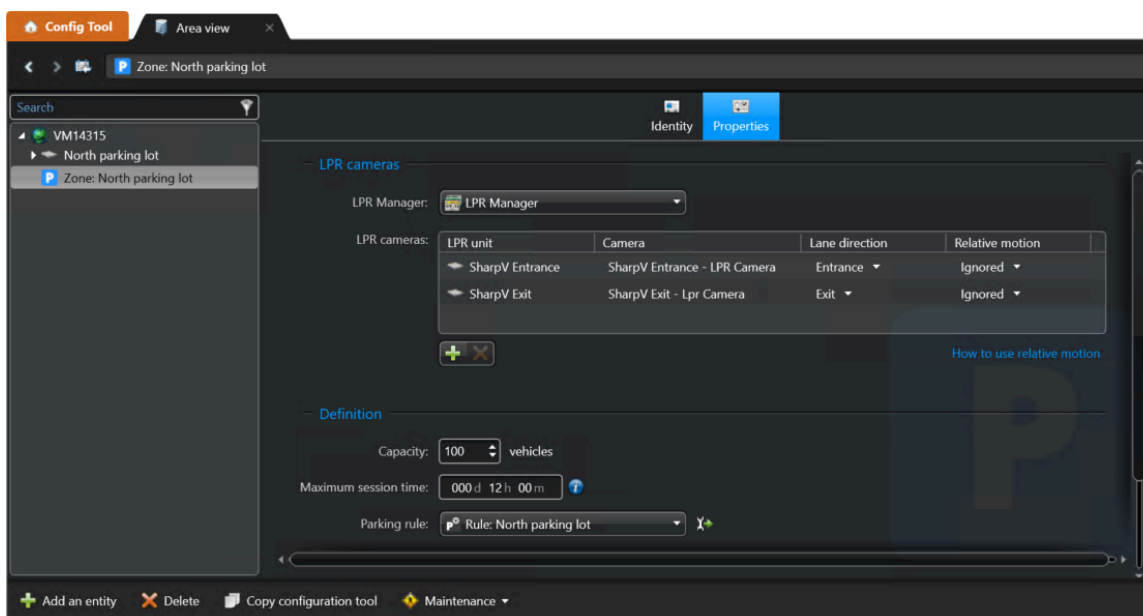 Config Tool
Area view
P Zone: North parking lot
Search
VM14315
North parking lot
P Zone: North parking lot
Identity
Properties
LPR cameras
LPR Manager: LPR Manager
LPR cameras:
LPR unit Camera Lane direction Relative motion
SharpV Entrance SharpV Entrance - LPR Camera Entrance Ignored
SharpV Exit SharpV Exit - Lpr Camera Exit Ignored
How to use relative motion
Definition
Capacity: 100 vehicles
Maximum session time: 000d 12h 00m
Parking rule: P Rule: North parking lot
Add an entity Delete Copy configuration tool Maintenance